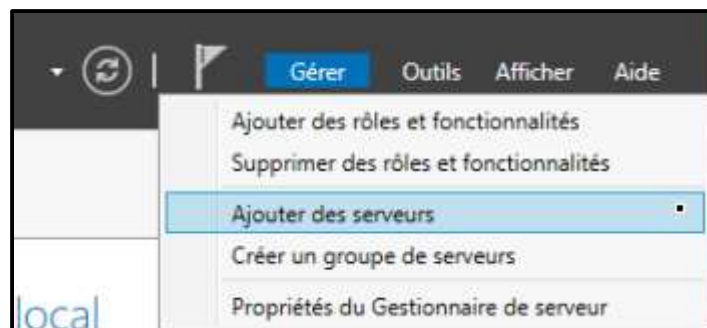 Gérer Outils Afficher Aide
Ajouter des rôles et fonctionnalités
Supprimer des rôles et fonctionnalités
Ajouter des serveurs
Créer un groupe de serveurs
Propriétés du Gestionnaire de serveur
local